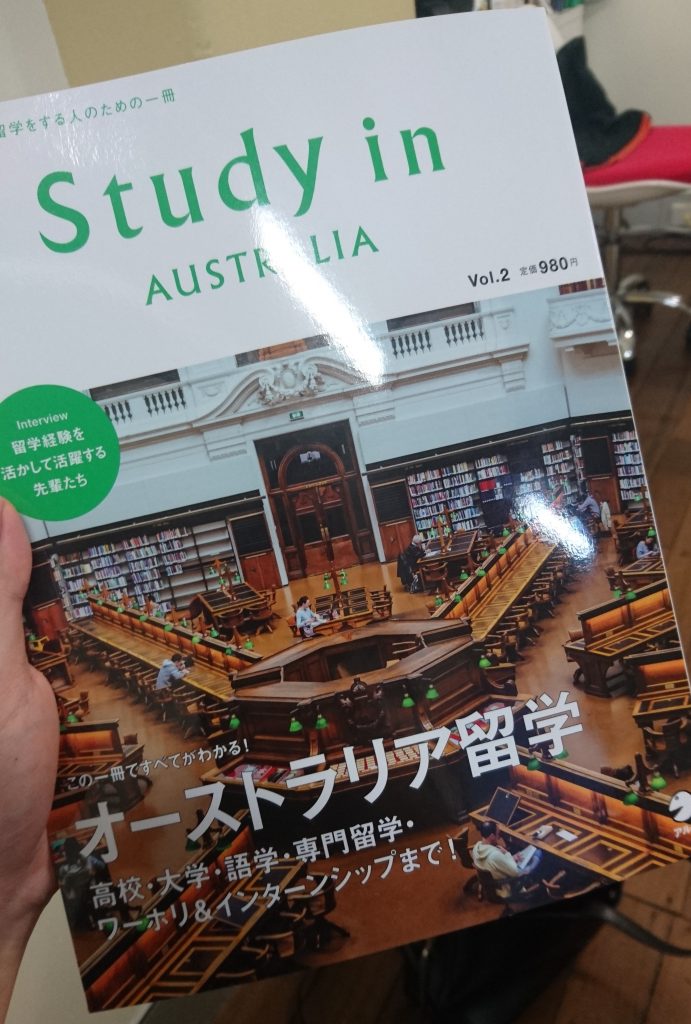 留学をする人のための一冊
Study in
AUSTRALIA
Vol.2 定価980円
Interview
留学経験を
活かして活躍する
先輩たち
この一冊ですべてがわかる!
オーストラリア留学
高校・大学・語学・専門留学・
ワーホリ&インターンシップまで!